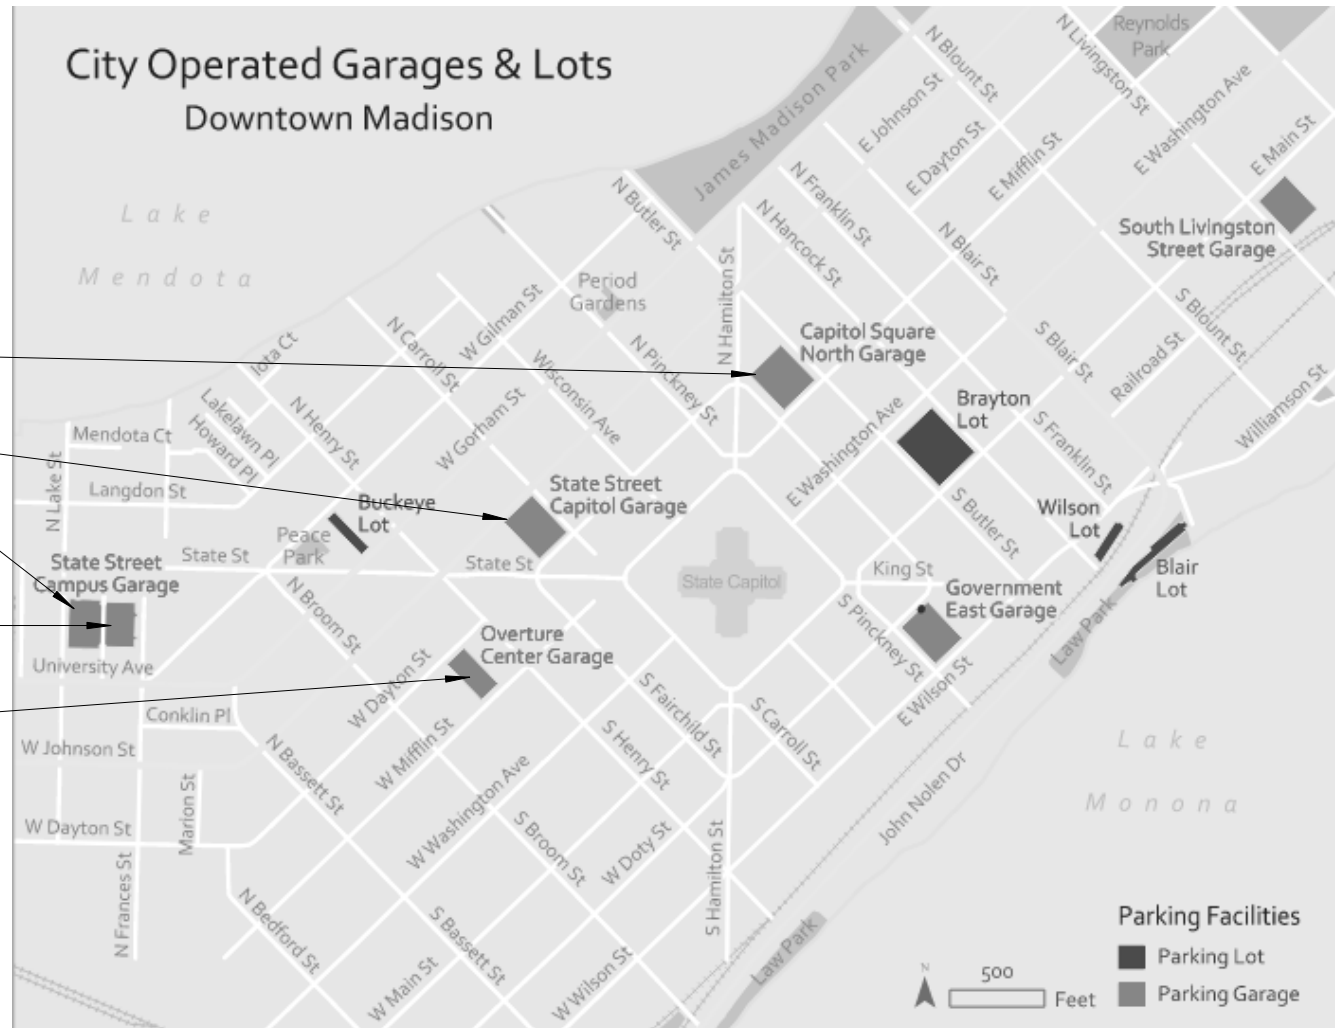 City Operated Garages & Lots
Downtown Madison
Lake
Mendota
James Madison Park
Reynolds
Park
N Blount St
N Livingston St
E Johnson St
E Dayton St
E Mifflin St
E Washington Ave
E Main St
South Livingston
Street Garage
N Butler St
N Franklin St
N Hancock St
N Blair St
N Hamilton St
Period
Gardens
W Gilman St
N Carroll St
Iota Ct
Wisconsin Ave
N Pinckney St
Capitol Square
North Garage
S Blount St
S Blair St
Railroad St
Williamson St
Lakelawn Pl
Howard Pl
N Henry St
W Gorham St
E Washington Ave
Brayton
Lot
S Franklin St
Mendota Ct
N Lake St
Langdon St
Buckeye
Lot
State Street
Capitol Garage
S Butler St
Wilson
Lot
Blair
Lot
Peace
Park
State St
State St
State Street
Campus Garage
State Capitol
King St
Government
East Garage
S Pinckney St
E Wilson St
Law Park
N Broom St
Overture
Center Garage
University Ave
W Dayton St
Conklin Pl
W Johnson St
W Mifflin St
N Bassett St
S Fairchild St
S Carroll St
S Henry St
W Washington Ave
John Nolen Dr
Lake
Monona
Marion St
W Dayton St
N Frances St
S Broom St
W Doty St
S Hamilton St
N Bedford St
S Bassett St
W Main St
W Wilson St
Law Park
Parking Facilities
Parking Lot
Parking Garage
N
500
Feet